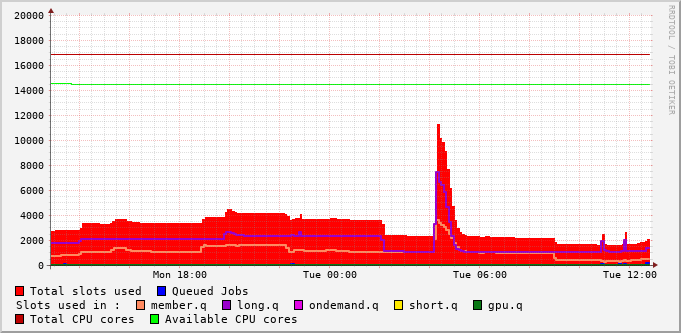 20000
18000
16000
14000
12000
10000
8000
6000
4000
2000
0
Mon 18:00 Tue 00:00 Tue 06:00 Tue 12:00
Total slots used Queued Jobs
Slots used in : member.q long.q ondemand.q short.q gpu.q
Total CPU cores Available CPU cores
RRDTOOL / TOBI OETIKER